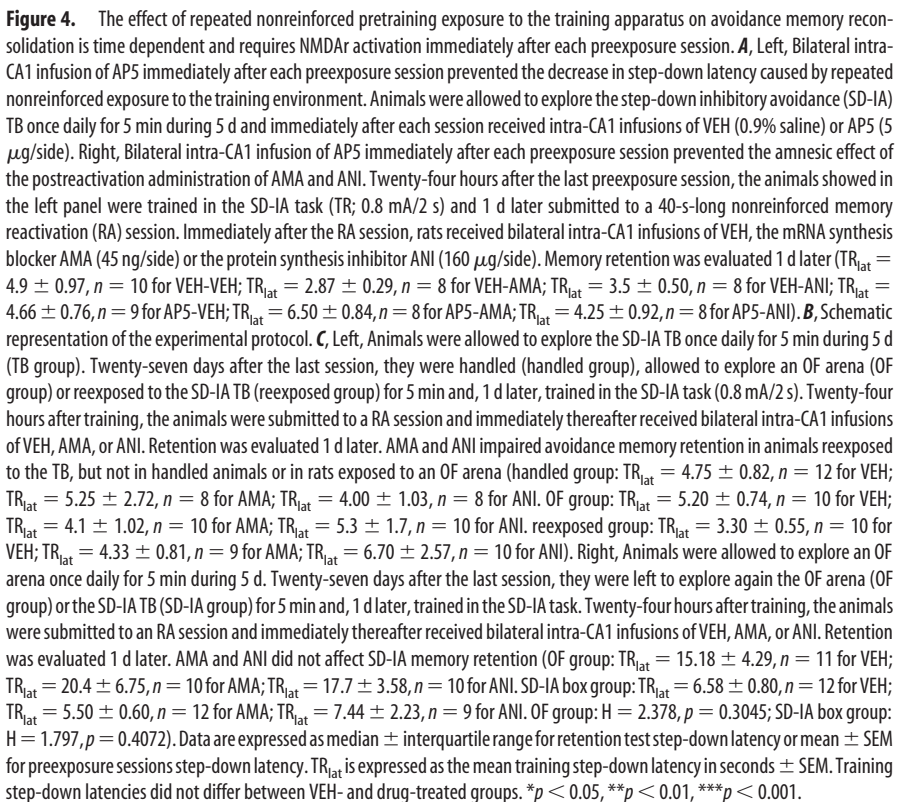 Figure 4. The effect of repeated nonreinforced pretraining exposure to the training apparatus on avoidance memory recon-
solidation is time dependent and requires NMDAr activation immediately after each preexposure session. A, Left, Bilateral intra-
CA1 infusion of AP5 immediately after each preexposure session prevented the decrease in step-down latency caused by repeated
nonreinforced exposure to the training environment. Animals were allowed to explore the step-down inhibitory avoidance (SD-IA)
TB once daily for 5 min during 5 d and immediately after each session received intra-CA1 infusions of VEH (0.9% saline) or AP5 (5
μg/side). Right, Bilateral intra-CA1 infusion of AP5 immediately after each preexposure session prevented the amnesic effect of
the postreactivation administration of AMA and ANI. Twenty-four hours after the last preexposure session, the animals showed in
the left panel were trained in the SD-IA task (TR; 0.8 mA/2 s) and 1 d later submitted to a 40-s-long nonreinforced memory
reactivation (RA) session. Immediately after the RA session, rats received bilateral intra-CA1 infusions of VEH, the mRNA synthesis
blocker AMA (45 ng/side) or the protein synthesis inhibitor ANI (160 μg/side). Memory retention was evaluated 1 d later (TRlat =
4.9 ± 0.97, n = 10 for VEH-VEH; TRlat = 2.87 ± 0.29, n = 8 for VEH-AMA; TRlat = 3.5 ± 0.50, n = 8 for VEH-ANI; TRlat =
4.66 ± 0.76, n = 9 for AP5-VEH; TRlat = 6.50 ± 0.84, n = 8 for AP5-AMA; TRlat = 4.25 ± 0.92, n = 8 for AP5-ANI). B, Schematic
representation of the experimental protocol. C, Left, Animals were allowed to explore the SD-IA TB once daily for 5 min during 5 d
(TB group). Twenty-seven days after the last session, they were handled (handled group), allowed to explore an OF arena (OF
group) or reexposed to the SD-IA TB (reexposed group) for 5 min and, 1 d later, trained in the SD-IA task (0.8 mA/2 s). Twenty-four
hours after training, the animals were submitted to a RA session and immediately thereafter received bilateral intra-CA1 infusions
of VEH, AMA, or ANI. Retention was evaluated 1 d later. AMA and ANI impaired avoidance memory retention in animals reexposed
to the TB, but not in handled animals or in rats exposed to an OF arena (handled group: TRlat = 4.75 ± 0.82, n = 12 for VEH;
TRlat = 5.25 ± 2.72, n = 8 for AMA; TRlat = 4.00 ± 1.03, n = 8 for ANI. OF group: TRlat = 5.20 ± 0.74, n = 10 for VEH;
TRlat = 4.1 ± 1.02, n = 10 for AMA; TRlat = 5.3 ± 1.7, n = 10 for ANI. reexposed group: TRlat = 3.30 ± 0.55, n = 10 for
VEH; TRlat = 4.33 ± 0.81, n = 9 for AMA; TRlat = 6.70 ± 2.57, n = 10 for ANI). Right, Animals were allowed to explore an OF
arena once daily for 5 min during 5 d. Twenty-seven days after the last session, they were left to explore again the OF arena (OF
group) or the SD-IA TB (SD-IA group) for 5 min and, 1 d later, trained in the SD-IA task. Twenty-four hours after training, the animals
were submitted to an RA session and immediately thereafter received bilateral intra-CA1 infusions of VEH, AMA, or ANI. Retention
was evaluated 1 d later. AMA and ANI did not affect SD-IA memory retention (OF group: TRlat = 15.18 ± 4.29, n = 11 for VEH;
TRlat = 20.4 ± 6.75, n = 10 for AMA; TRlat = 17.7 ± 3.58, n = 10 for ANI. SD-IA box group: TRlat = 6.58 ± 0.80, n = 12 for VEH;
TRlat = 5.50 ± 0.60, n = 12 for AMA; TRlat = 7.44 ± 2.23, n = 9 for ANI. OF group: H = 2.378, p = 0.3045; SD-IA box group:
H = 1.797, p = 0.4072). Data are expressed as median ± interquartile range for retention test step-down latency or mean ± SEM
for preexposure sessions step-down latency. TRlat is expressed as the mean training step-down latency in seconds ± SEM. Training
step-down latencies did not differ between VEH- and drug-treated groups. *p < 0.05, **p < 0.01, ***p < 0.001.